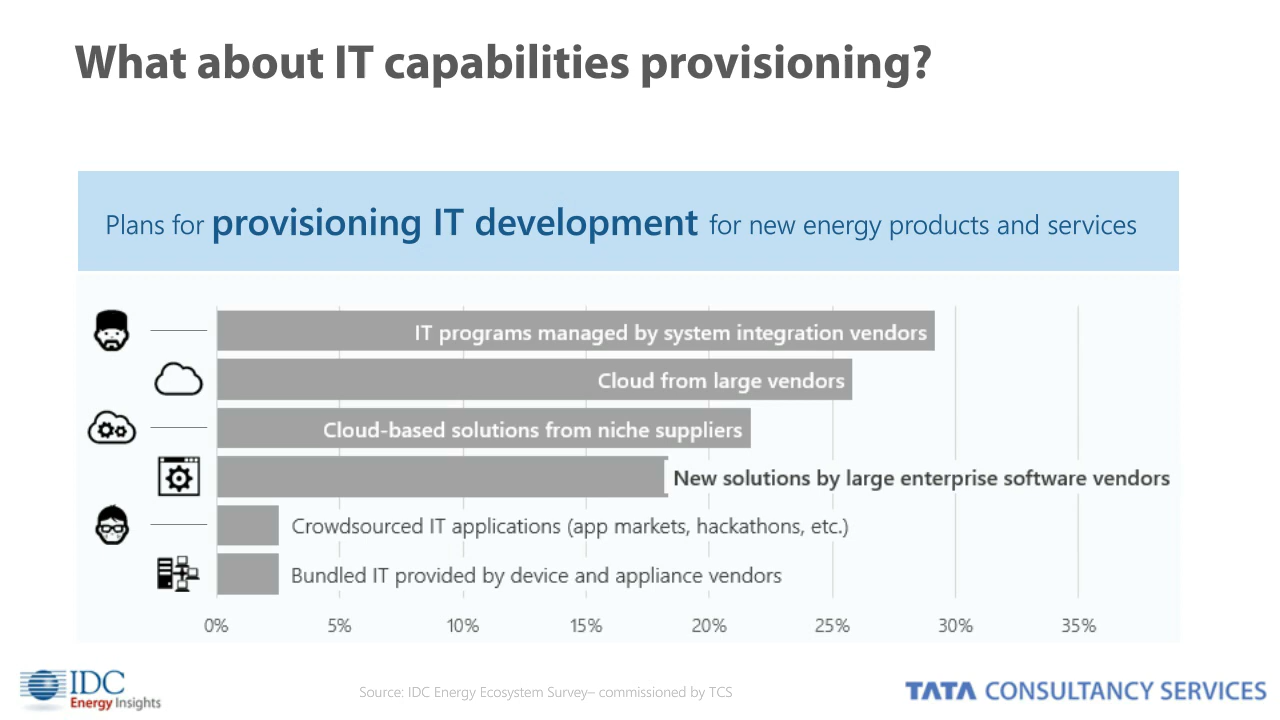 What about IT capabilities provisioning?
Plans for provisioning IT development for new energy products and services
IT programs managed by system integration vendors
Cloud from large vendors
Cloud-based solutions from niche suppliers
New solutions by large enterprise software vendors
Crowdsourced IT applications (app markets, hackathons, etc.)
Bundled IT provided by device and appliance vendors
0% 5% 10% 15% 20% 25% 30% 35%
IDC
Energy Insights
Source: IDC Energy Ecosystem Survey– commissioned by TCS
TATA CONSULTANCY SERVICES